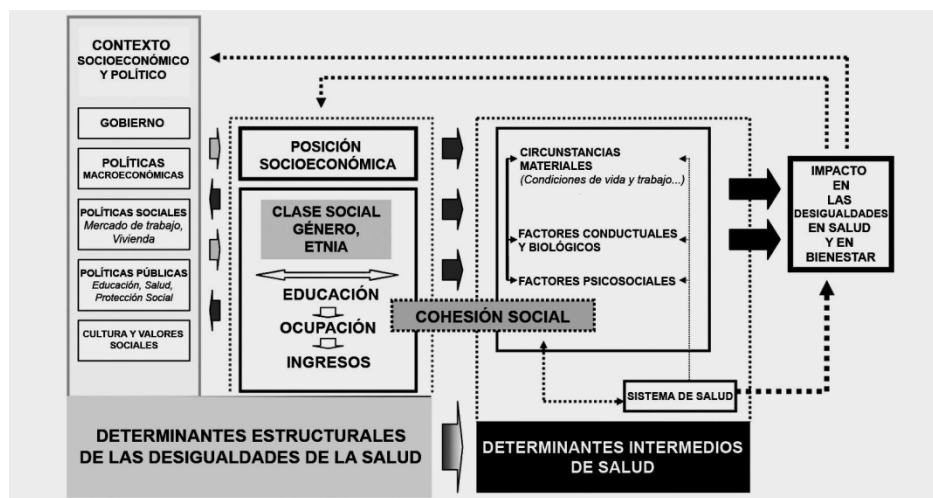 CONTEXTO
SOCIOECONÓMICO
Y POLÍTICO
GOBIERNO
POLÍTICAS
MACROECONÓMICAS
POLÍTICAS SOCIALES
Mercado de trabajo,
Vivienda
POLÍTICAS PÚBLICAS
Educación, Salud,
Protección Social
CULTURA Y VALORES
SOCIALES
POSICIÓN
SOCIOECONÓMICA
CLASE SOCIAL
GÉNERO,
ETNIA
EDUCACIÓN
OCUPACIÓN
INGRESOS
COHESIÓN SOCIAL
CIRCUNSTANCIAS
MATERIALES
(Condiciones de vida y trabajo...)
FACTORES CONDUCTUALES
Y BIOLÓGICOS
FACTORES PSICOSOCIALES
SISTEMA DE SALUD
IMPACTO
EN
LAS
DESIGUALDADES
EN SALUD
Y EN
BIENESTAR
DETERMINANTES ESTRUCTURALES
DE LAS DESIGUALDADES DE LA SALUD
DETERMINANTES INTERMEDIOS
DE SALUD